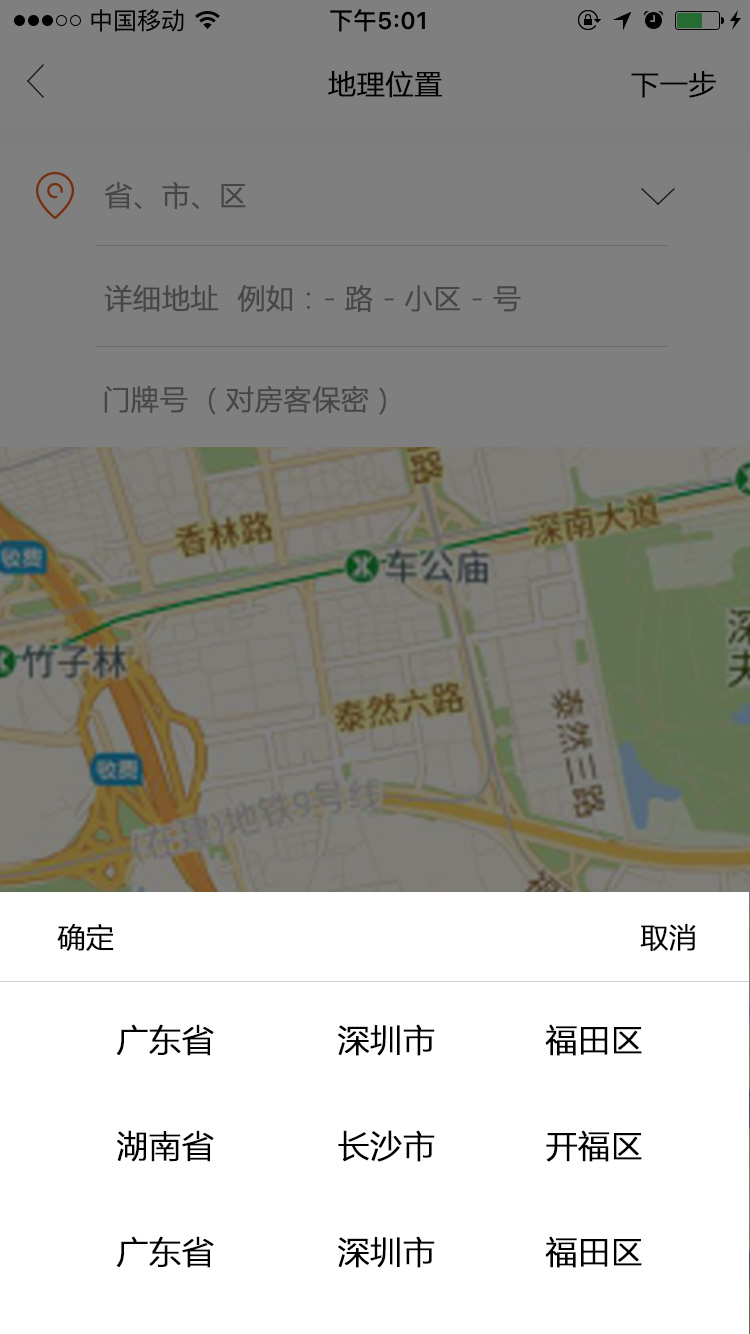 中国移动 下午5:01
地理位置 下一步
省、市、区
详细地址 例如：- 路 - 小区 - 号
门牌号（对房客保密）
路
香林路
深南大道
收费
车公庙
竹子林
深
夫
泰然六路
泰然三路
收费
(在建)地铁9号线
福
确定 取消
广东省 深圳市 福田区
湖南省 长沙市 开福区
广东省 深圳市 福田区